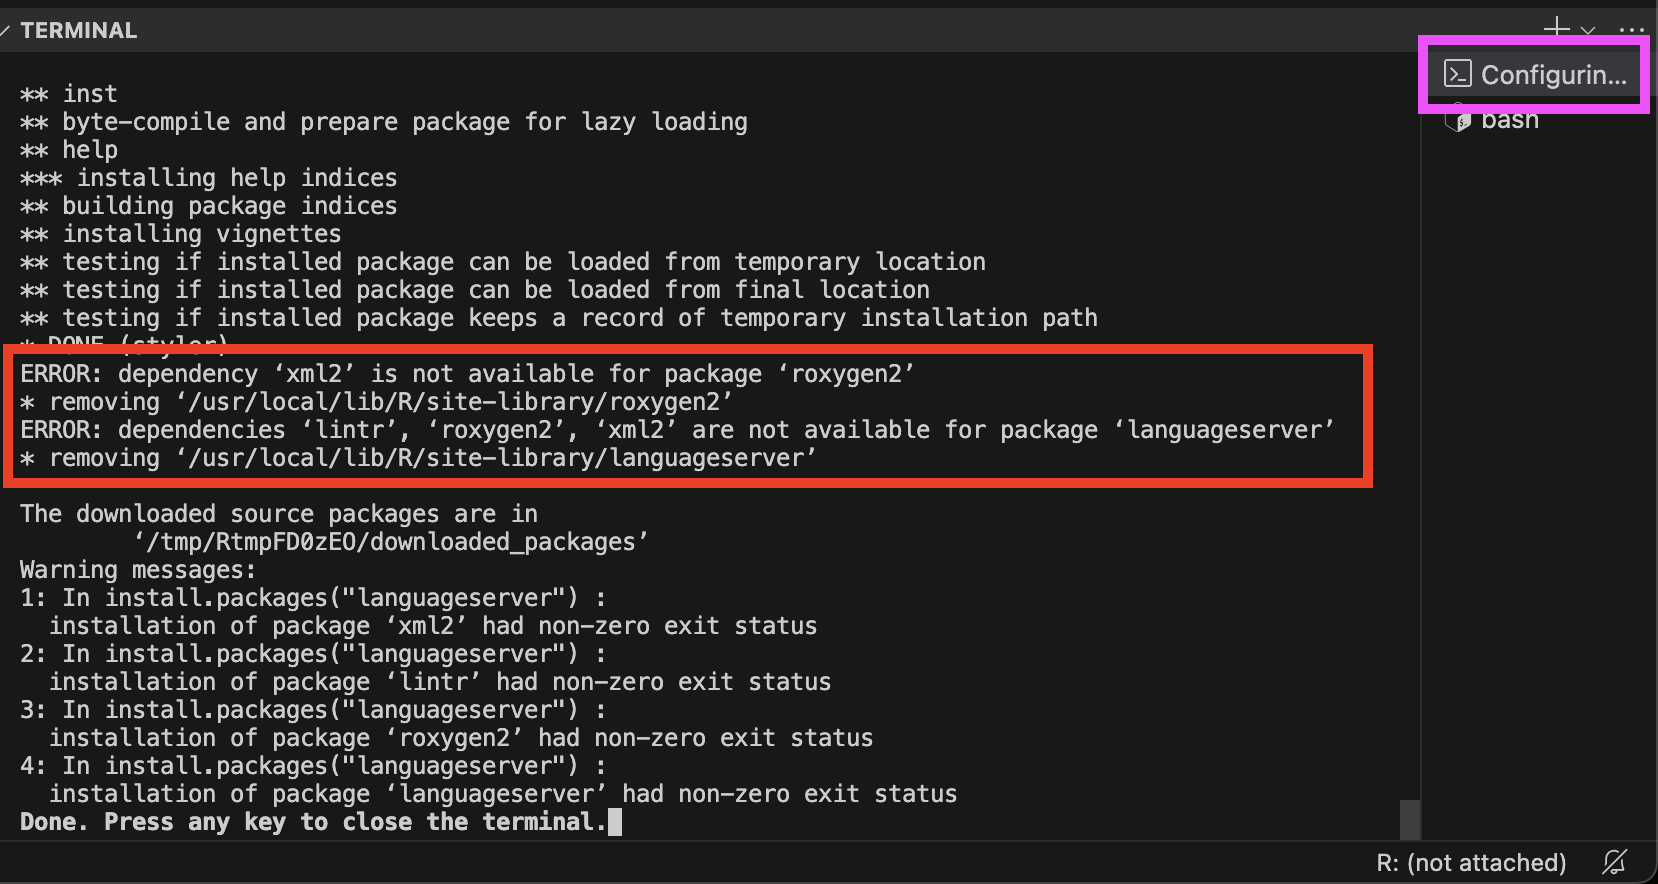 TERMINAL
** inst
** byte-compile and prepare package for lazy loading
** help
*** installing help indices
** building package indices
** installing vignettes
** testing if installed package can be loaded from temporary location
** testing if installed package can be loaded from final location
** testing if installed package keeps a record of temporary installation path
* DONE (styler)
ERROR: dependency ‘xml2’ is not available for package ‘roxygen2’
* removing ‘/usr/local/lib/R/site-library/roxygen2’
ERROR: dependencies ‘lintr’, ‘roxygen2’, ‘xml2’ are not available for package ‘languageserver’
* removing ‘/usr/local/lib/R/site-library/languageserver’
The downloaded source packages are in
‘/tmp/RtmpFD0zEO/downloaded_packages’
Warning messages:
1: In install.packages("languageserver") :
installation of package ‘xml2’ had non-zero exit status
2: In install.packages("languageserver") :
installation of package ‘lintr’ had non-zero exit status
3: In install.packages("languageserver") :
installation of package ‘roxygen2’ had non-zero exit status
4: In install.packages("languageserver") :
installation of package ‘languageserver’ had non-zero exit status
Done. Press any key to close the terminal.
Configurin...
bash
R: (not attached)